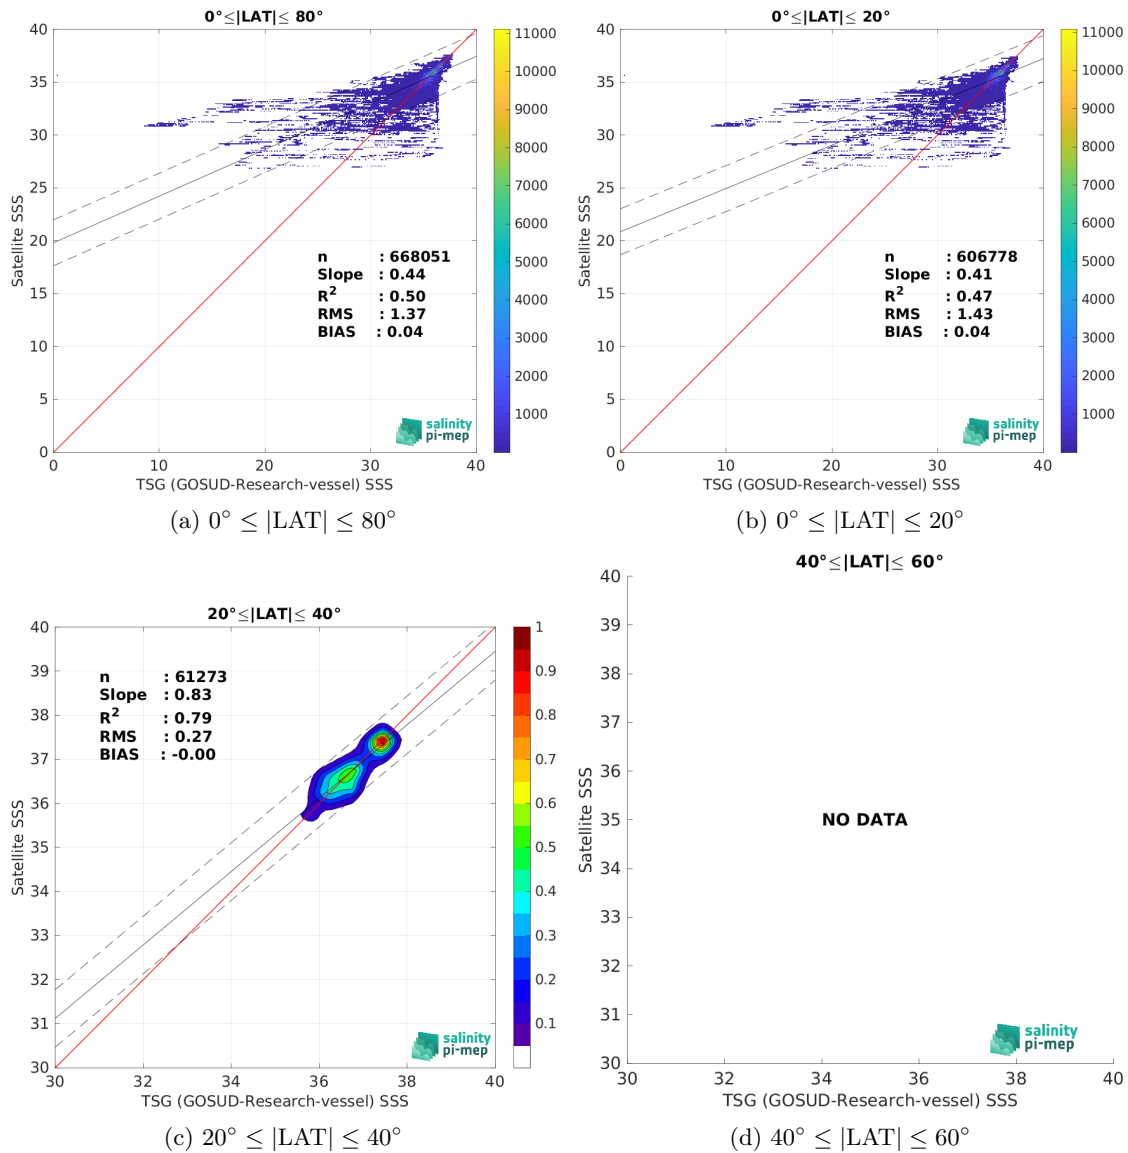 0°≤|LAT|≤ 80°
40
35
30
25
20
15
10
5
0
Satellite SSS
n : 668051
Slope : 0.44
R² : 0.50
RMS : 1.37
BIAS : 0.04
salinity
pi-mep
0 10 20 30 40
TSG (GOSUD-Research-vessel) SSS
11000
10000
9000
8000
7000
6000
5000
4000
3000
2000
1000
(a) 0° ≤ |LAT| ≤ 80°
0°≤|LAT|≤ 20°
40
35
30
25
20
15
10
5
0
Satellite SSS
n : 606778
Slope : 0.41
R² : 0.47
RMS : 1.43
BIAS : 0.04
salinity
pi-mep
0 10 20 30 40
TSG (GOSUD-Research-vessel) SSS
11000
10000
9000
8000
7000
6000
5000
4000
3000
2000
1000
(b) 0° ≤ |LAT| ≤ 20°
20°≤|LAT|≤ 40°
40
39
38
37
36
35
34
33
32
31
30
Satellite SSS
n : 61273
Slope : 0.83
R² : 0.79
RMS : 0.27
BIAS : -0.00
salinity
pi-mep
30 32 34 36 38 40
TSG (GOSUD-Research-vessel) SSS
1
0.9
0.8
0.7
0.6
0.5
0.4
0.3
0.2
0.1
(c) 20° ≤ |LAT| ≤ 40°
40°≤|LAT|≤ 60°
40
39
38
37
36
35
34
33
32
31
30
Satellite SSS
NO DATA
salinity
pi-mep
30 32 34 36 38 40
TSG (GOSUD-Research-vessel) SSS
(d) 40° ≤ |LAT| ≤ 60°